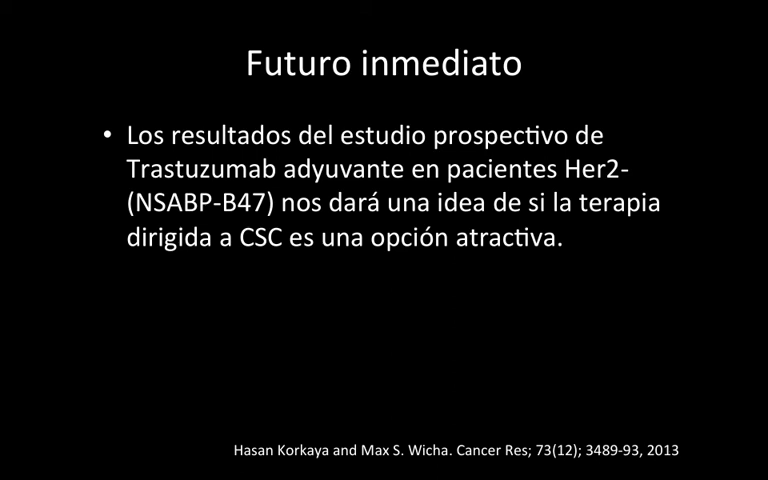 Futuro inmediato
• Los resultados del estudio prospectivo de
Trastuzumab adyuvante en pacientes Her2-
(NSABP-B47) nos dará una idea de si la terapia
dirigida a CSC es una opción atractiva.
Hasan Korkaya and Max S. Wicha. Cancer Res; 73(12); 3489-93, 2013